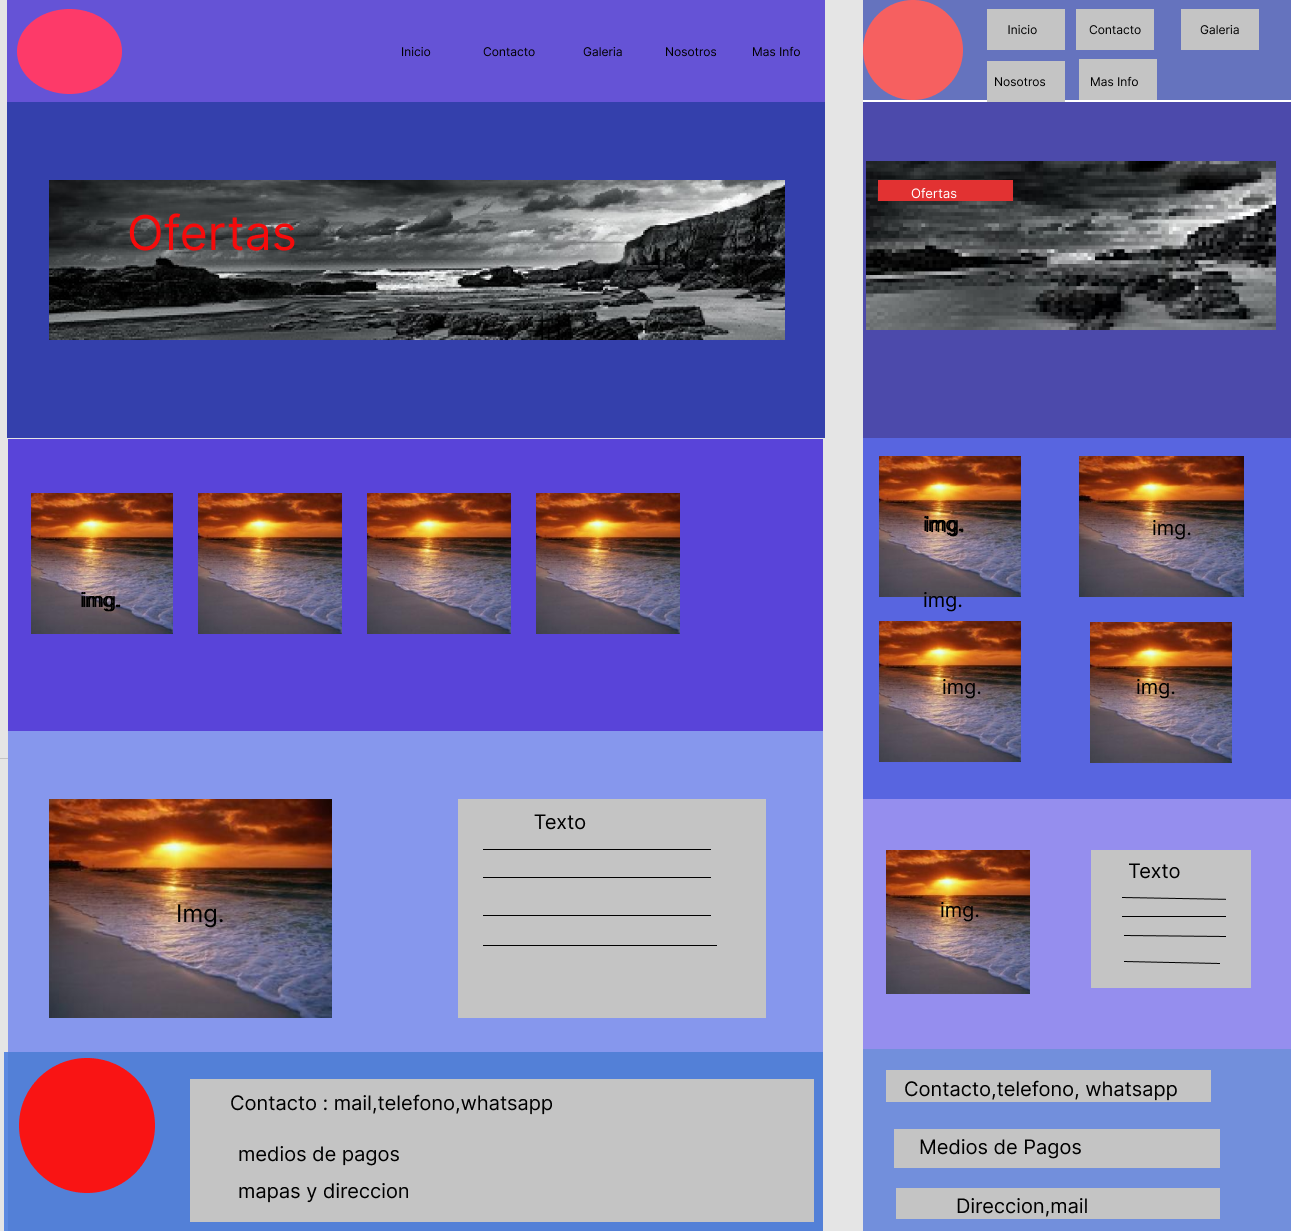 Inicio
Contacto
Galeria
Nosotros
Mas Info
Ofertas
img.
Img.
Texto
Contacto : mail,telefono,whatsapp
medios de pagos
mapas y direccion
Inicio
Contacto
Galeria
Nosotros
Mas Info
Ofertas
img.
img.
img.
img.
img.
img.
Texto
Contacto,telefono, whatsapp
Medios de Pagos
Direccion,mail